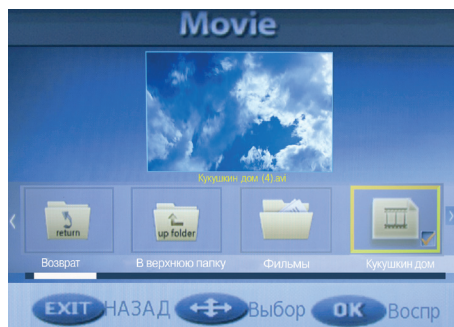 Movie
Кукушкин дом (4).avi
return
up folder
Возврат В верхнюю папку Фильмы Кукушкин дом
EXIT НАЗАД Выбор OK Воспр